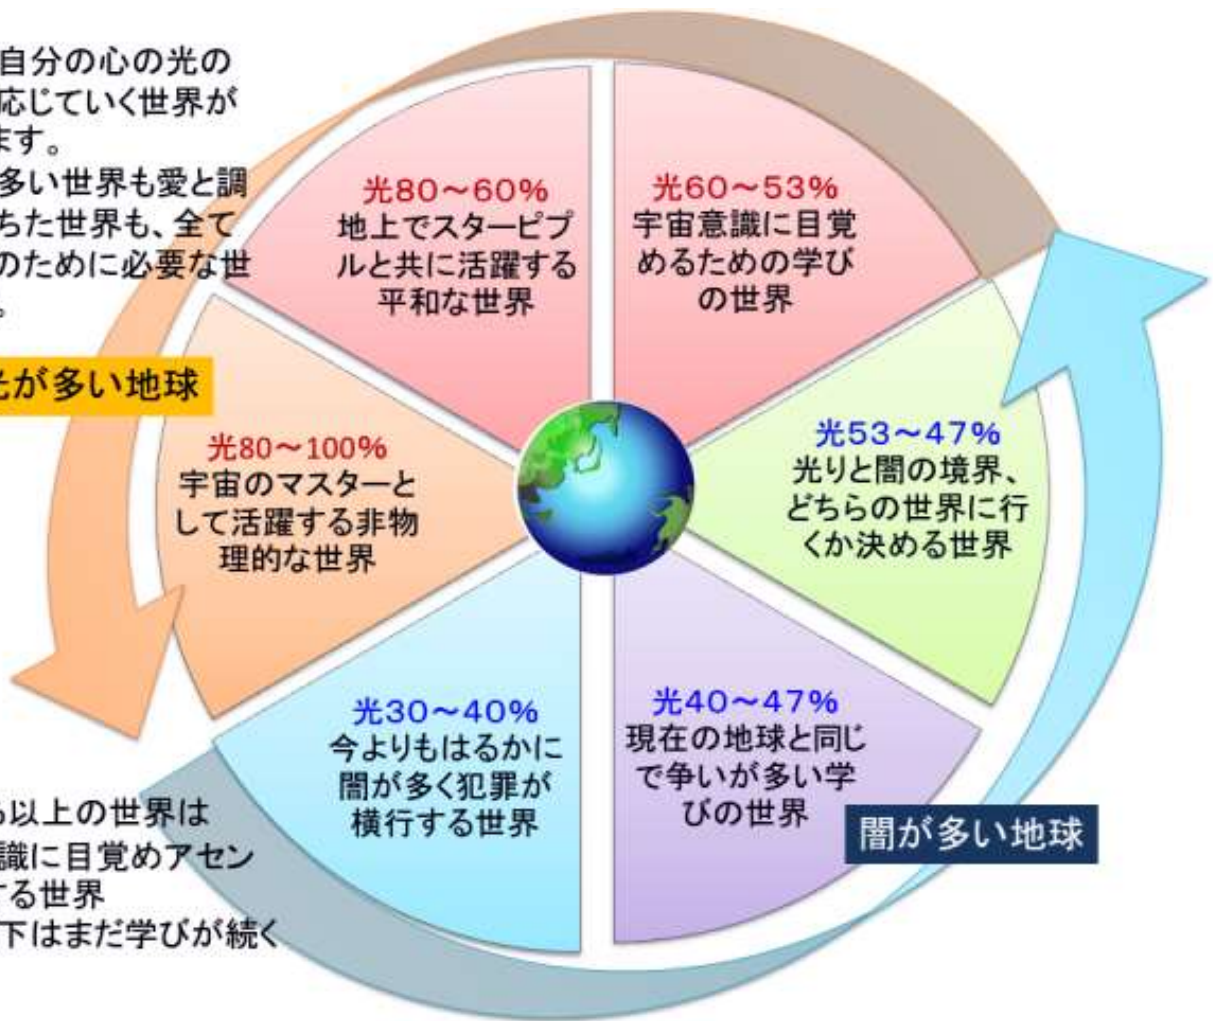 自分の心の光の
応じていく世界が
ます。
多い世界も愛と調
ちた世界も、全て
のために必要な世
。
光が多い地球
光80～60%
地上でスターピプ
ルと共に活躍する
平和な世界
光60～53%
宇宙意識に目覚
めるための学び
の世界
光80～100%
宇宙のマスターと
して活躍する非物
理的な世界
光53～47%
光りと闇の境界、
どちらの世界に行
くか決める世界
光30～40%
今よりもはるかに
闇が多く犯罪が
横行する世界
光40～47%
現在の地球と同じ
で争いが多い学
びの世界
闇が多い地球
%以上の世界は
識に目覚めアセン
する世界
下はまだ学びが続く